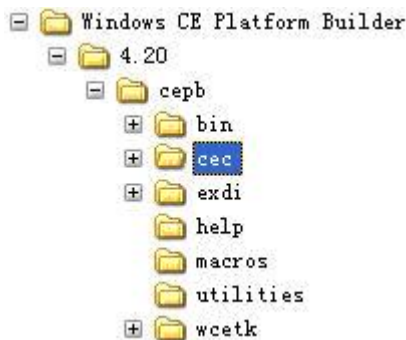 Windows CE Platform Builder
4.20
cepb
bin
cec
exdi
help
macros
utilities
wcetk